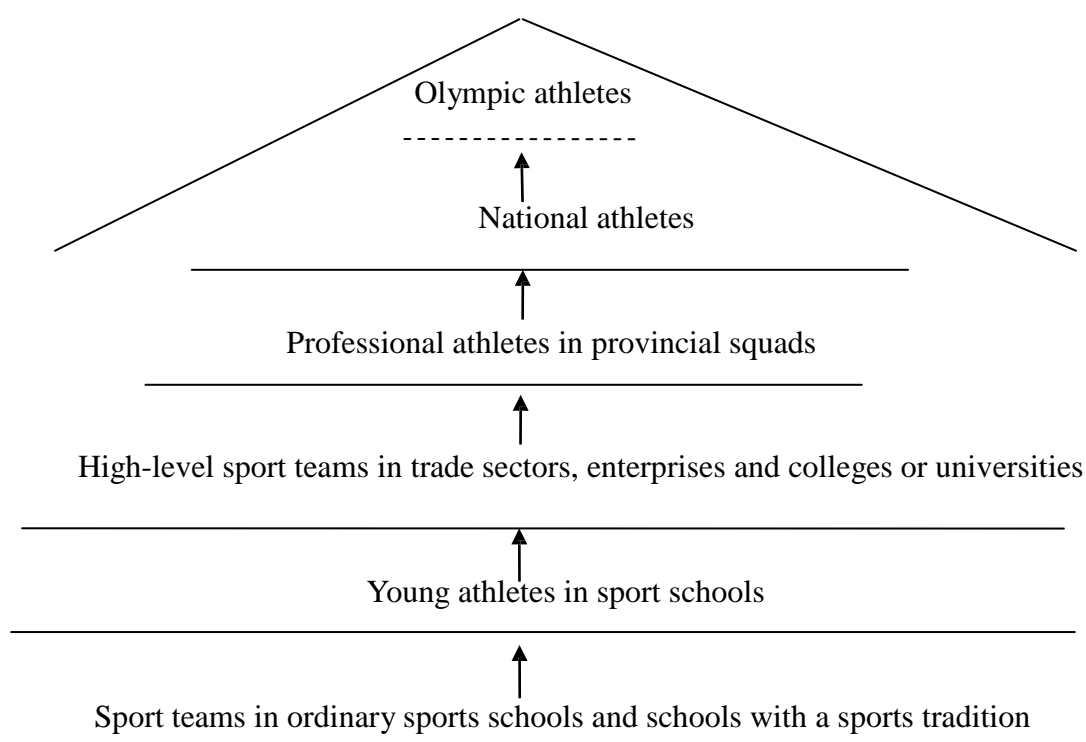 Olympic athletes
National athletes
Professional athletes in provincial squads
High-level sport teams in trade sectors, enterprises and colleges or universities
Young athletes in sport schools
Sport teams in ordinary sports schools and schools with a sports tradition